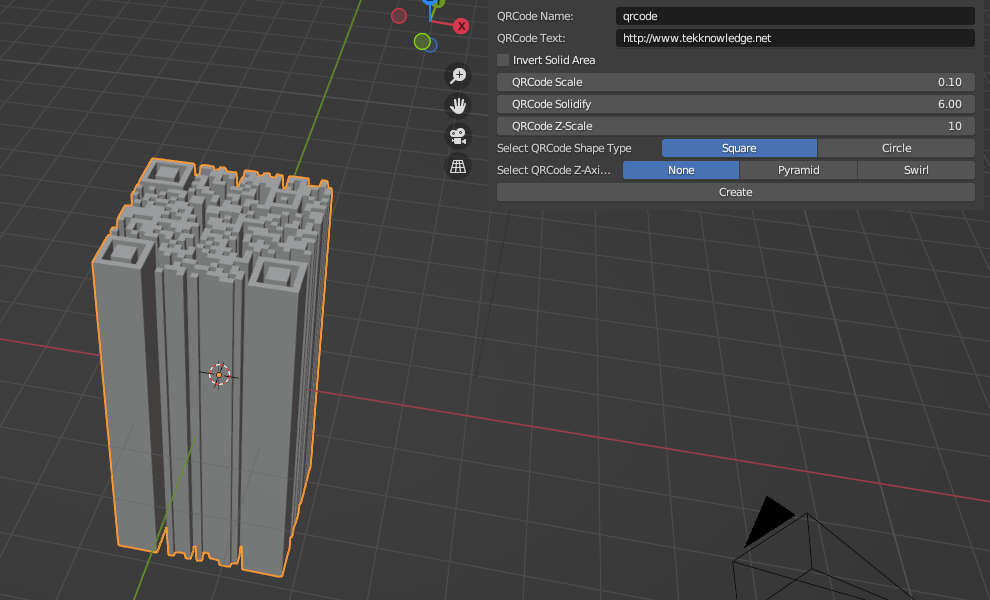 X
QRCode Name: qrcode
QRCode Text: http://www.tekknowledge.net
Invert Solid Area
QRCode Scale 0.10
QRCode Solidify 6.00
QRCode Z-Scale 10
Select QRCode Shape Type Square Circle
Select QRCode Z-Axi... None Pyramid Swirl
Create